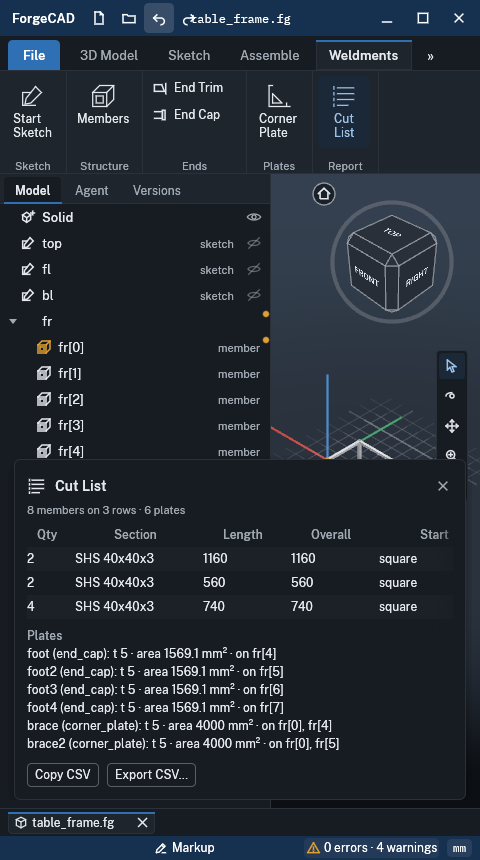 ForgeCAD
table_frame.fg
File 3D Model Sketch Assemble Weldments »
Start Sketch
Members
End Trim
End Cap
Corner Plate
Cut List
Sketch Structure Ends Plates Report
Model Agent Versions
Solid
top sketch
fl sketch
bl sketch
fr
fr[0] member
fr[1] member
fr[2] member
fr[3] member
fr[4] member
TOP
FRONT RIGHT
Cut List
8 members on 3 rows · 6 plates
Qty Section Length Overall Start
2 SHS 40x40x3 1160 1160 square
2 SHS 40x40x3 560 560 square
4 SHS 40x40x3 740 740 square
Plates
foot (end_cap): t 5 · area 1569.1 mm² · on fr[4]
foot2 (end_cap): t 5 · area 1569.1 mm² · on fr[5]
foot3 (end_cap): t 5 · area 1569.1 mm² · on fr[6]
foot4 (end_cap): t 5 · area 1569.1 mm² · on fr[7]
brace (corner_plate): t 5 · area 4000 mm² · on fr[0], fr[4]
brace2 (corner_plate): t 5 · area 4000 mm² · on fr[0], fr[5]
Copy CSV Export CSV...
table_frame.fg
Markup 0 errors · 4 warnings mm